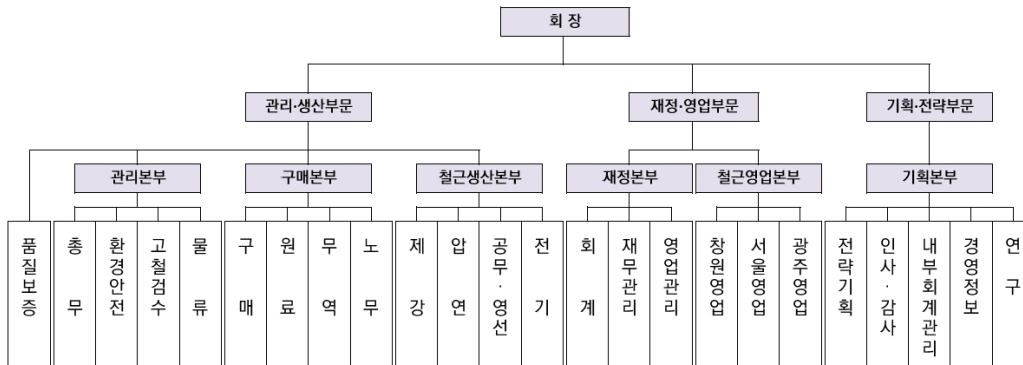 회 장
관리·생산부문
재정·영업부문
기획·전략부문
관리본부
구매본부
철근생산본부
재정본부
철근영업본부
기획본부
품질보증
총무
환경안전
고철검수
물류
구매
원료
무역
노무
제강
압연
공무·영선
전기
회계
재무관리
영업관리
창원영업
서울영업
광주영업
전략기획
인사·감사
내부회계관리
경영정보
연구